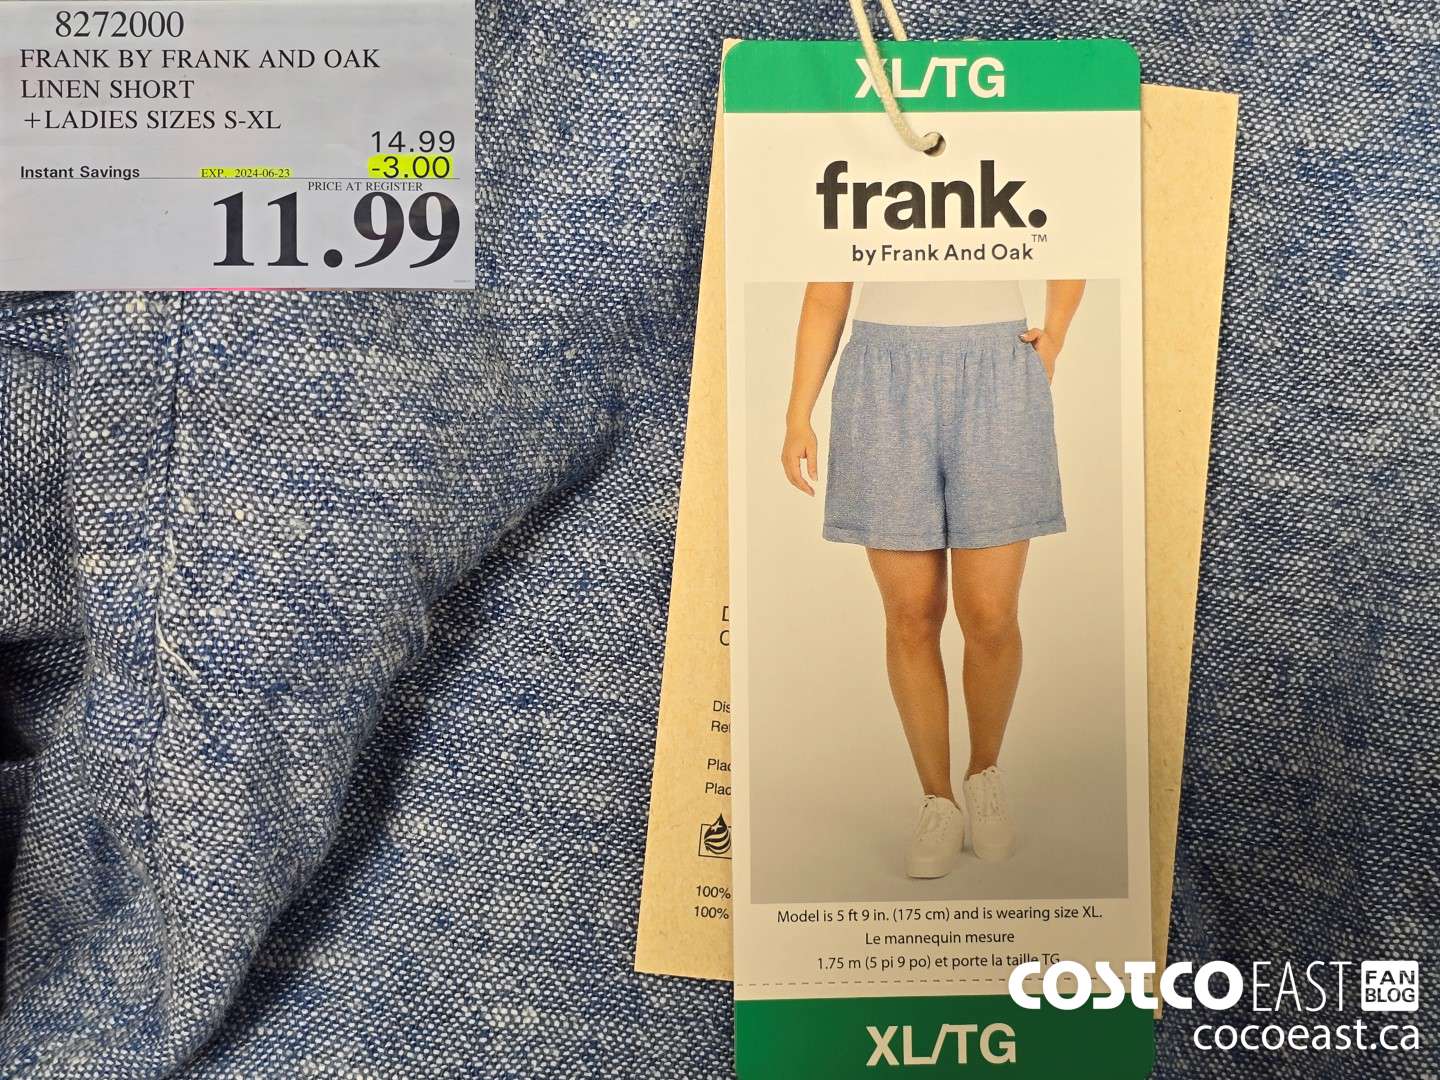 8272000
FRANK BY FRANK AND OAK
LINEN SHORT
+LADIES SIZES S-XL
14.99
Instant Savings EXP. 2024-06-23 -3.00
PRICE AT REGISTER
11.99
XL/TG
frank.
by Frank And Oak™
100%
100%
Model is 5 ft 9 in. (175 cm) and is wearing size XL.
Le mannequin mesure
1.75 m (5 pi 9 po) et porte la taille TG
XL/TG
COSTCO EAST FAN BLOG
cocoeast.ca